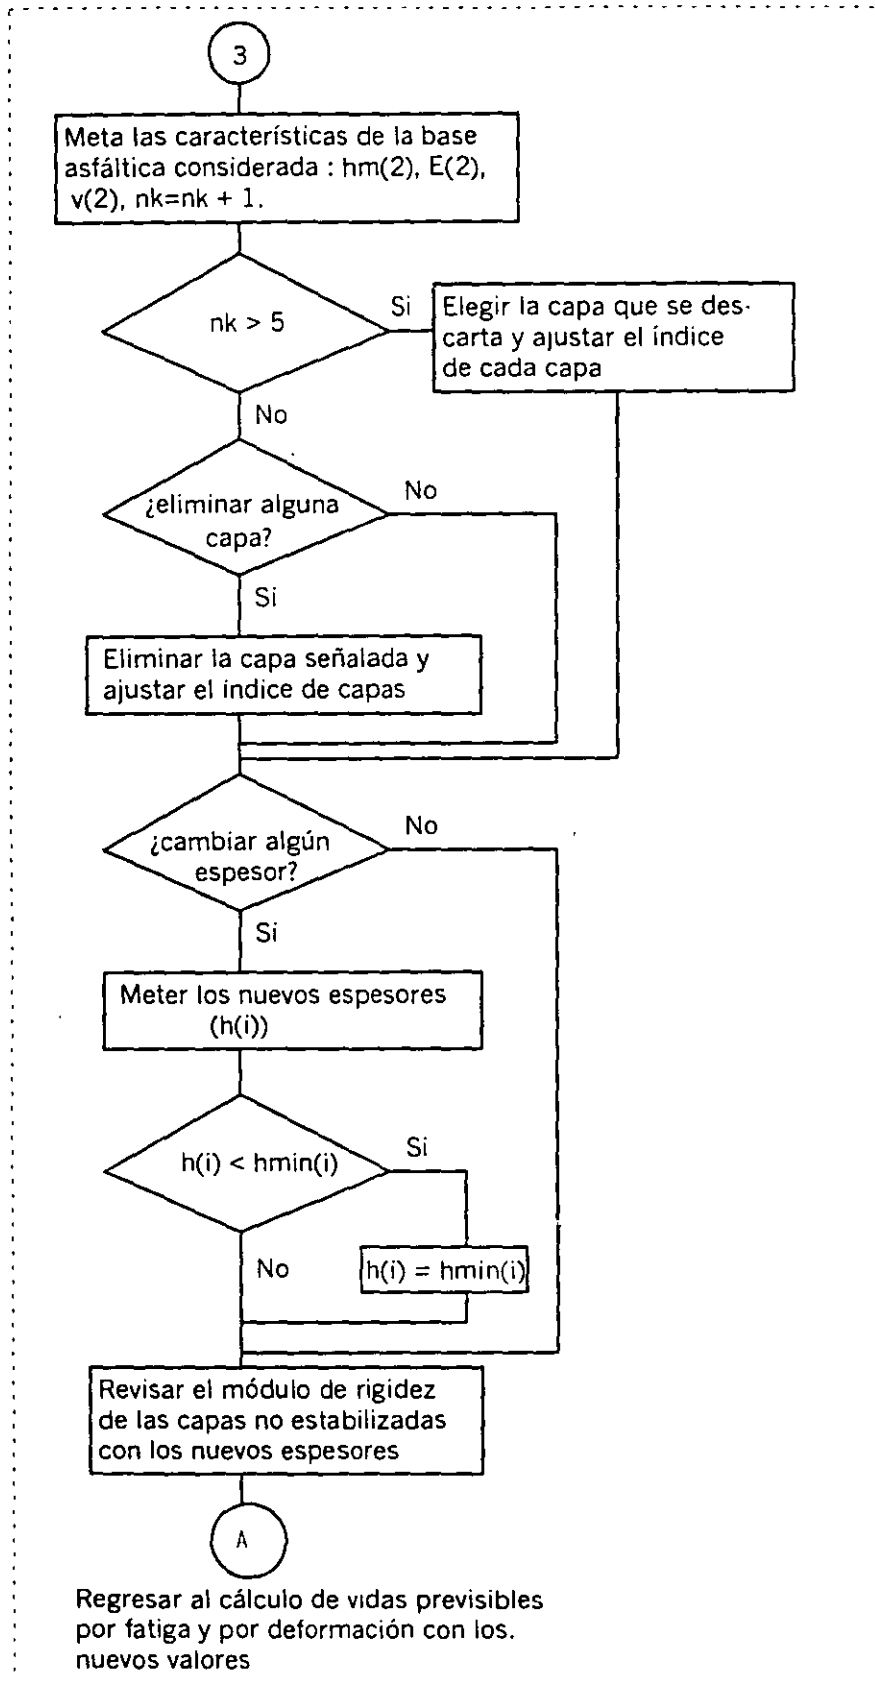 3
Meta las característícas de la base
asfáltica considerada : hm(2), E(2),
v(2), nk=nk + 1.
nk > 5
Si
Elegir la capa que se des-
carta y ajustar el índice
de cada capa
No
¿eliminar alguna
capa?
No
Si
Eliminar la capa señalada y
ajustar el índice de capas
¿cambiar algún
espesor?
No
Si
Meter los nuevos espesores
(h(i))
h(i) < hmin(i)
Si
No
h(i) = hmin(i)
Revisar el módulo de rigidez
de las capas no estabilizadas
con los nuevos espesores
A
Regresar al cálculo de vidas previsibles
por fatiga y por deformación con los.
nuevos valores